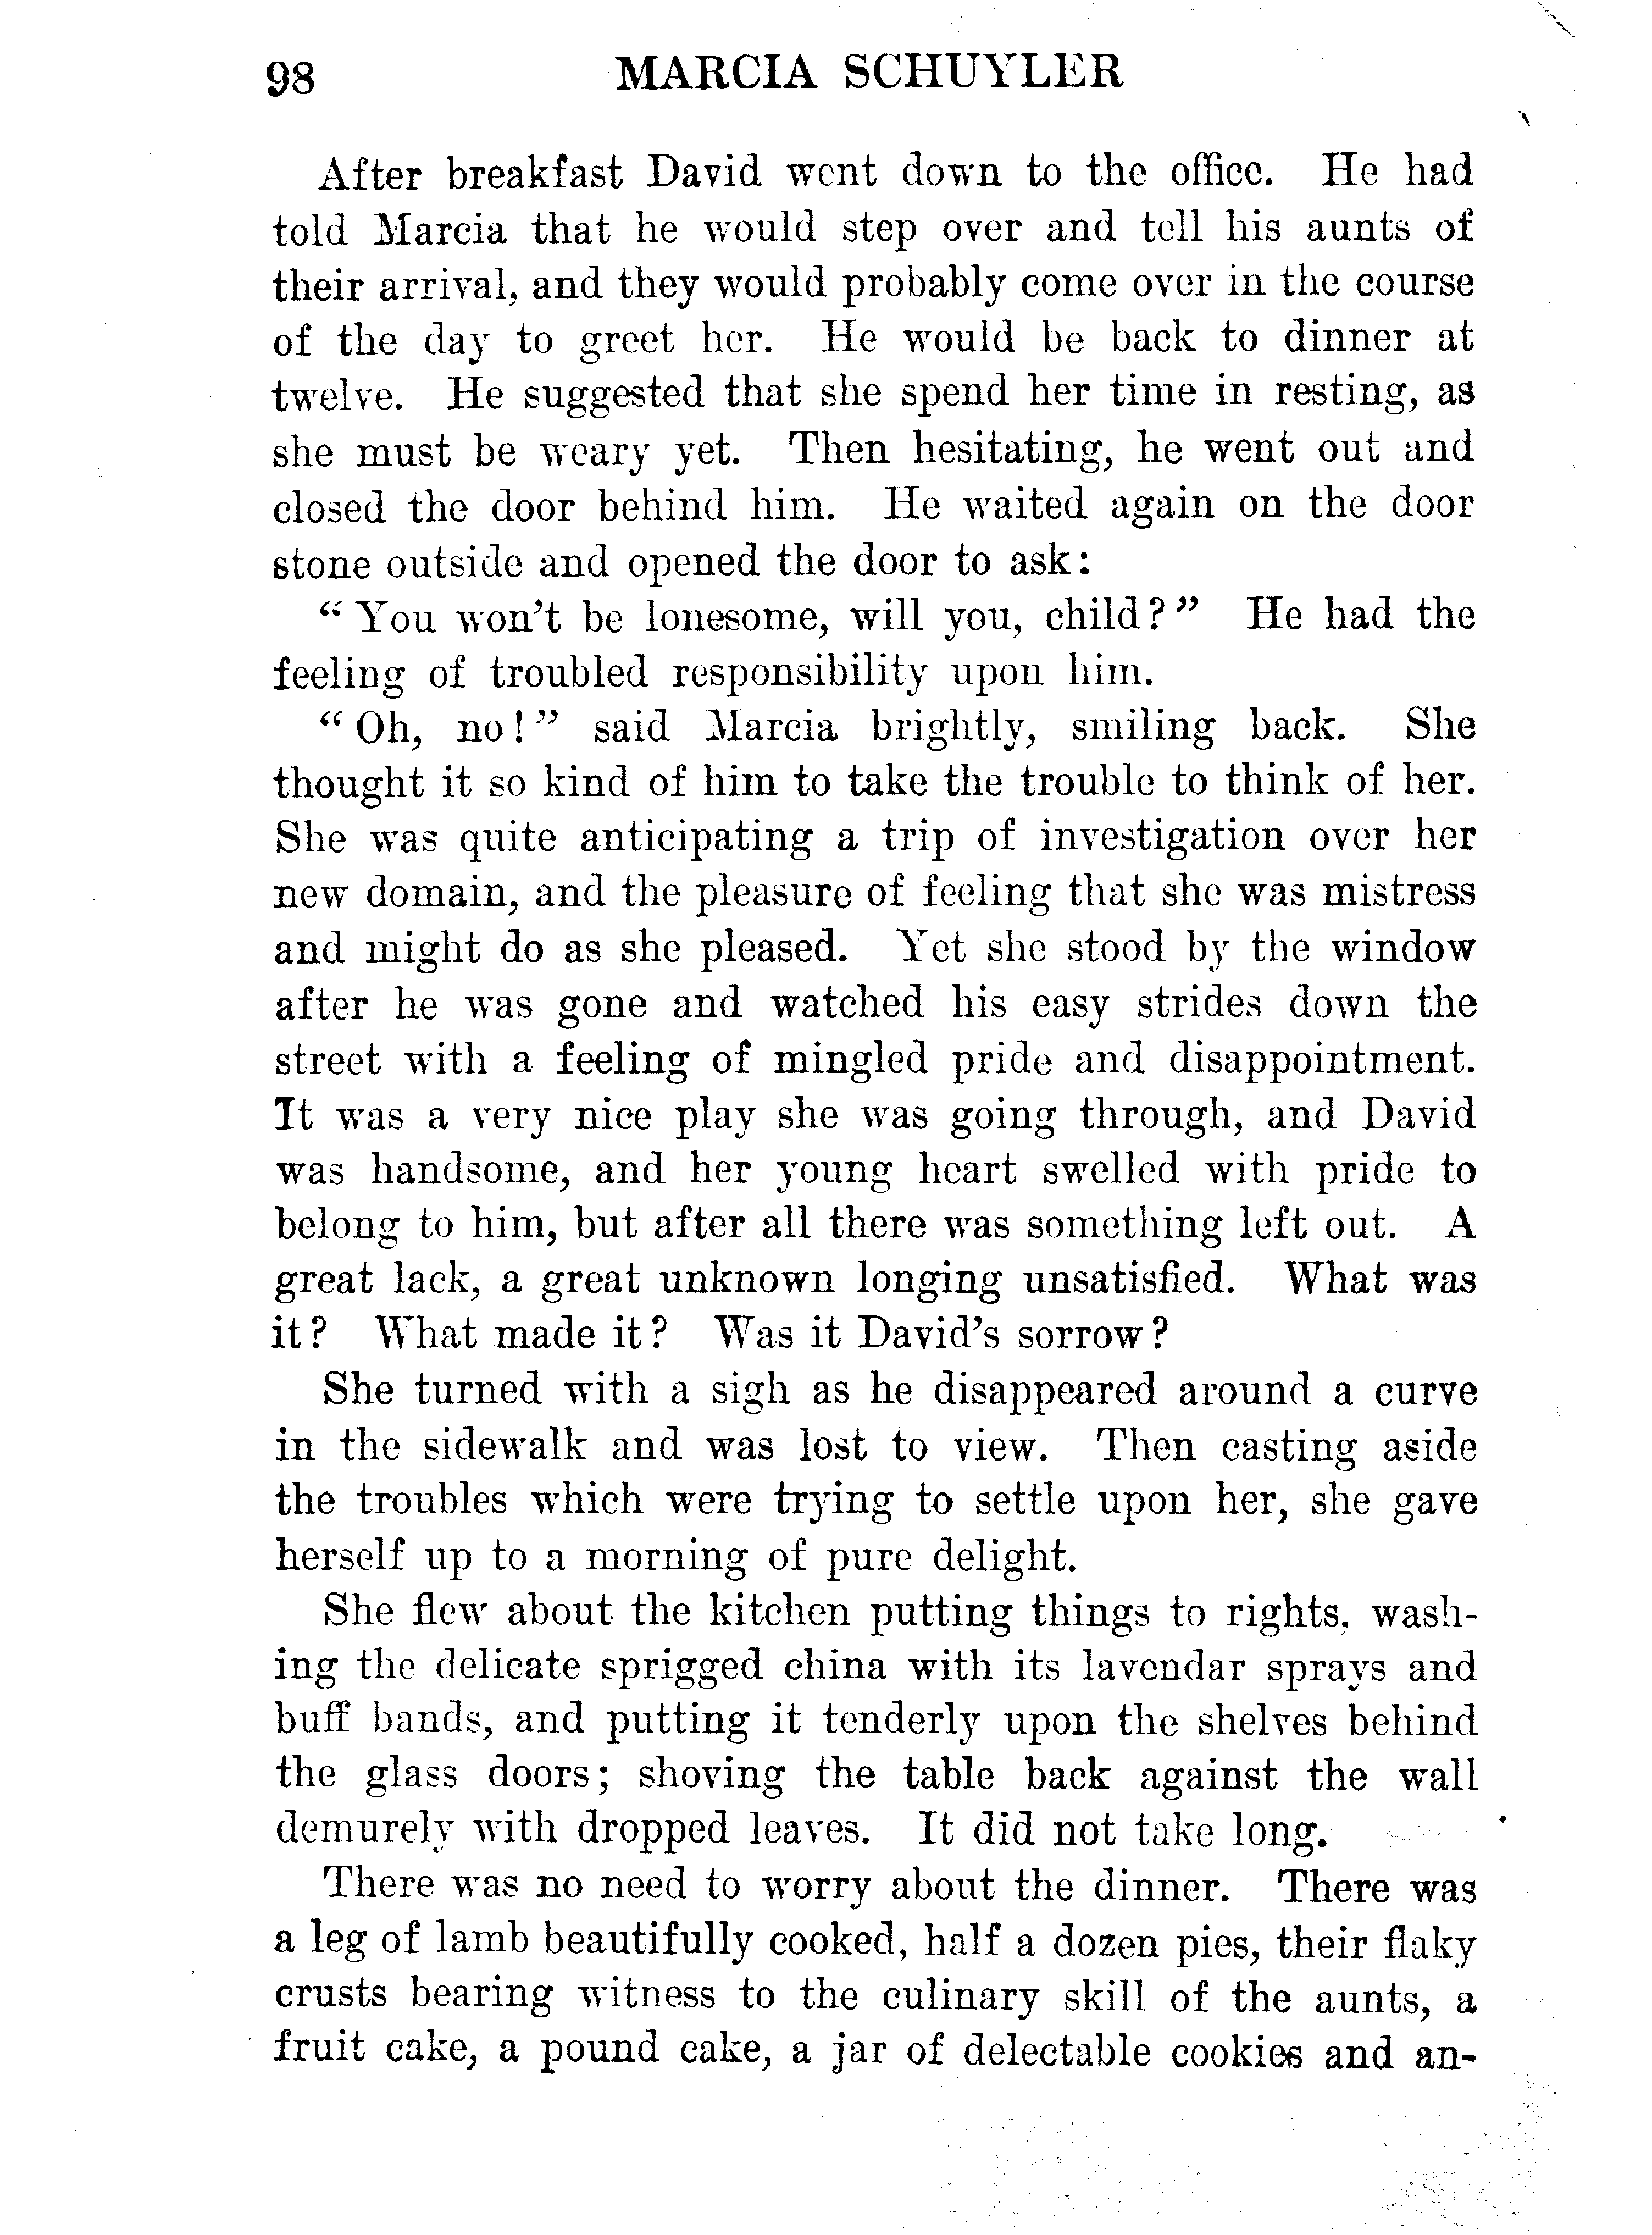 98 MARCIA SCHUYLER
After breakfast David went down to the office. He had
told Marcia that he would step over and tell his aunts of
their arrival, and they would probably come over in the course
of the day to greet her. He would be back to dinner at
twelve. He suggested that she spend her time in resting, as
she must be weary yet. Then hesitating, he went out and
closed the door behind him. He waited again on the door
stone outside and opened the door to ask:
“You won’t be lonesome, will you, child?” He had the
feeling of troubled responsibility upon him.
“Oh, no!” said Marcia brightly, smiling back. She
thought it so kind of him to take the trouble to think of her.
She was quite anticipating a trip of investigation over her
new domain, and the pleasure of feeling that she was mistress
and might do as she pleased. Yet she stood by the window
after he was gone and watched his easy strides down the
street with a feeling of mingled pride and disappointment.
It was a very nice play she was going through, and David
was handsome, and her young heart swelled with pride to
belong to him, but after all there was something left out. A
great lack, a great unknown longing unsatisfied. What was
it? What made it? Was it David’s sorrow?
She turned with a sigh as he disappeared around a curve
in the sidewalk and was lost to view. Then casting aside
the troubles which were trying to settle upon her, she gave
herself up to a morning of pure delight.
She flew about the kitchen putting things to rights, wash-
ing the delicate sprigged china with its lavendar sprays and
buff bands, and putting it tenderly upon the shelves behind
the glass doors; shoving the table back against the wall
demurely with dropped leaves. It did not take long.
There was no need to worry about the dinner. There was
a leg of lamb beautifully cooked, half a dozen pies, their flaky
crusts bearing witness to the culinary skill of the aunts, a
fruit cake, a pound cake, a jar of delectable cookies and an-